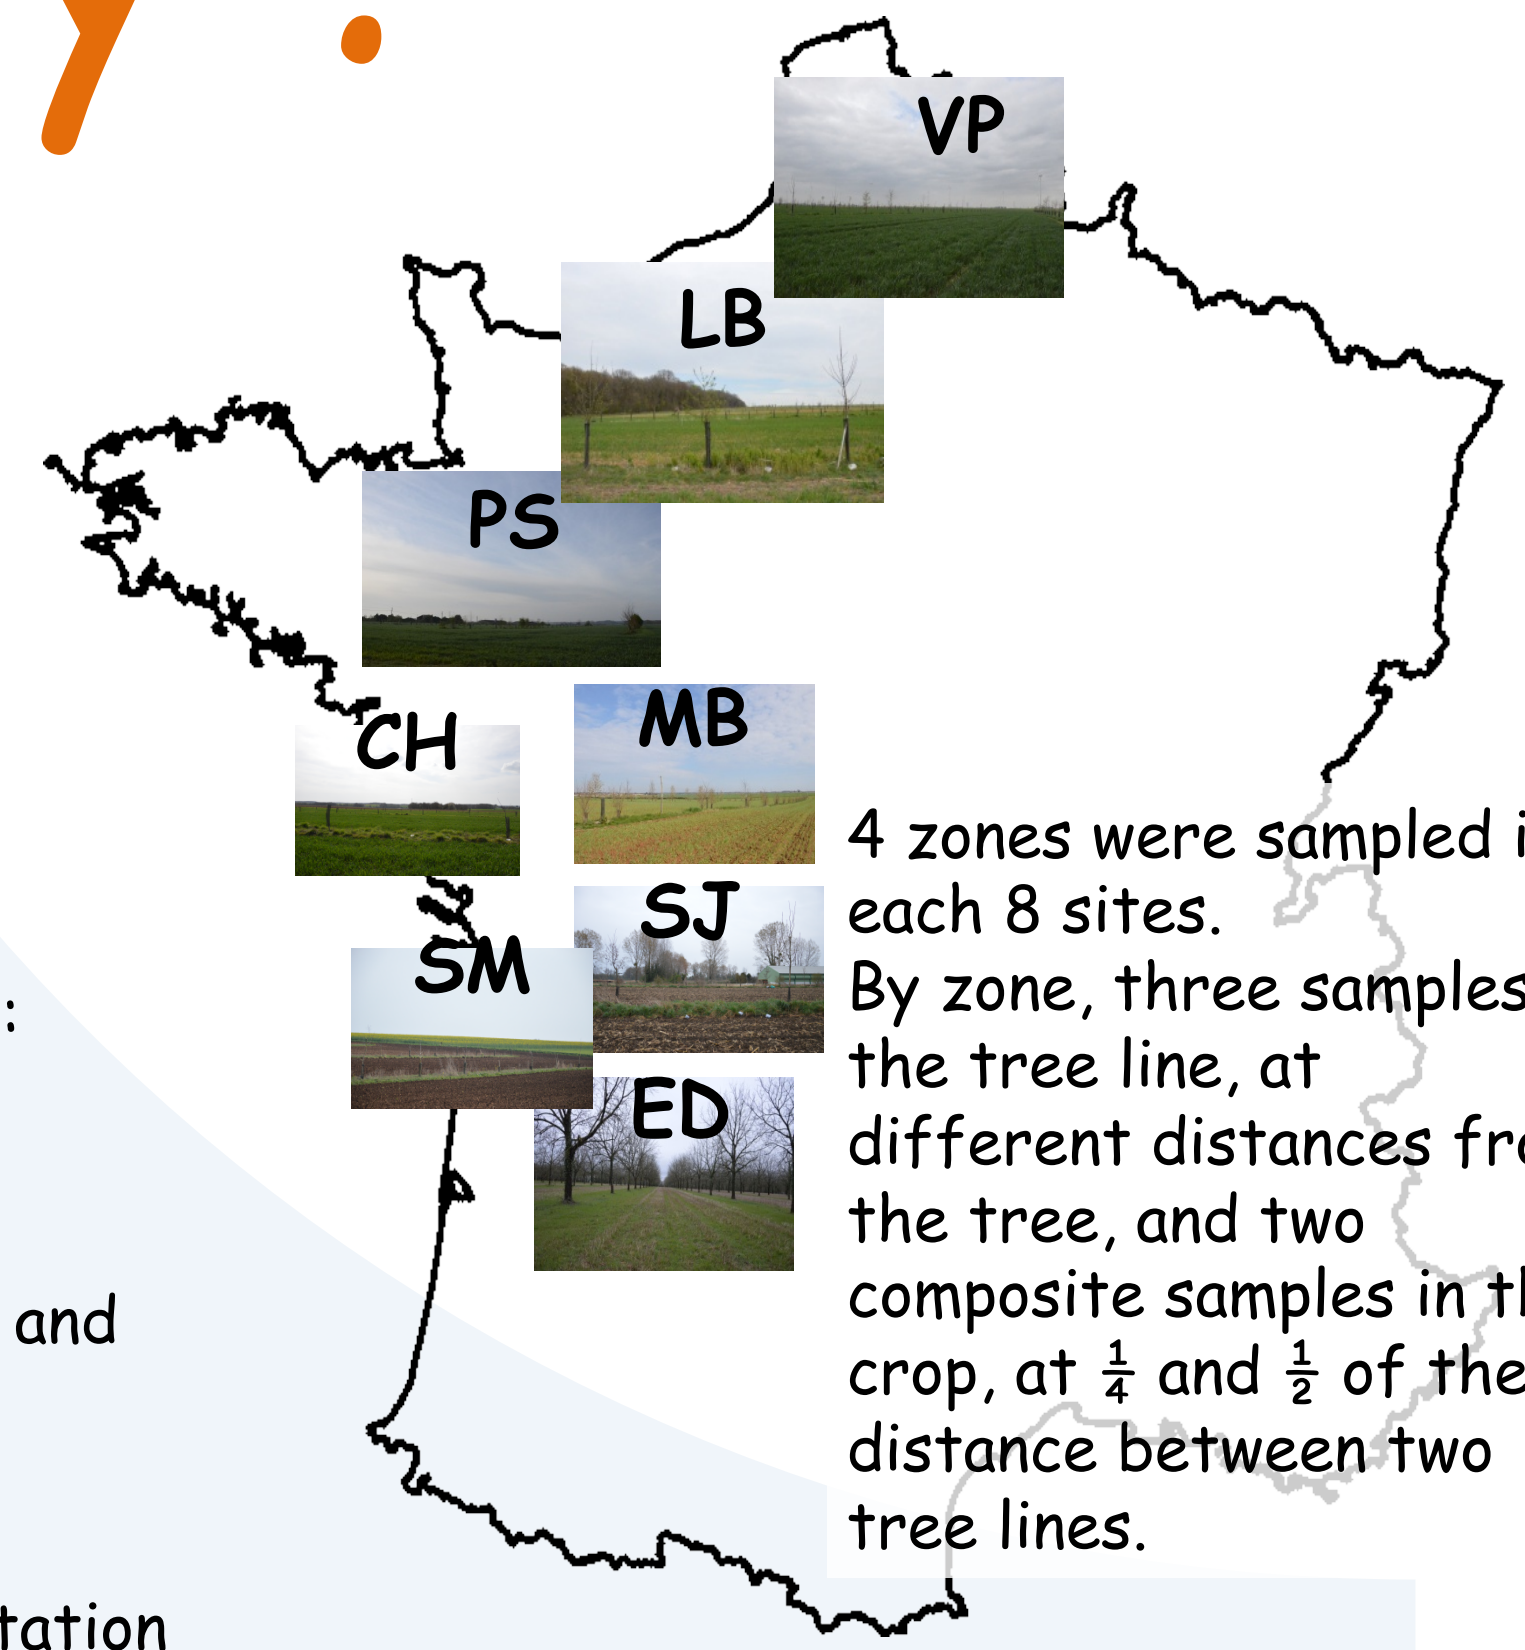 y.
VP
LB
PS
MB
CH
SJ
SM
ED
4 zones were sampled i
each 8 sites.
By zone, three samples
the tree line, at
different distances fro
the tree, and two
composite samples in th
crop, at ¼ and ½ of the
distance between two
tree lines.
:
and
tation